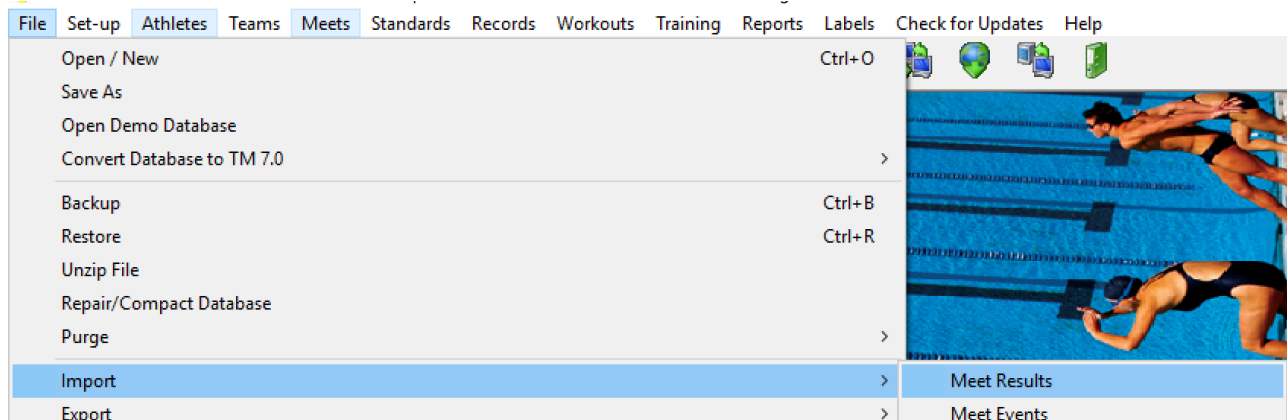 File Set-up Athletes Teams Meets Standards Records Workouts Training Reports Labels Check for Updates Help
Open / New Ctrl+O
Save As
Open Demo Database
Convert Database to TM 7.0 >
Backup Ctrl+B
Restore Ctrl+R
Unzip File
Repair/Compact Database
Purge >
Import > Meet Results
Export > Meet Events